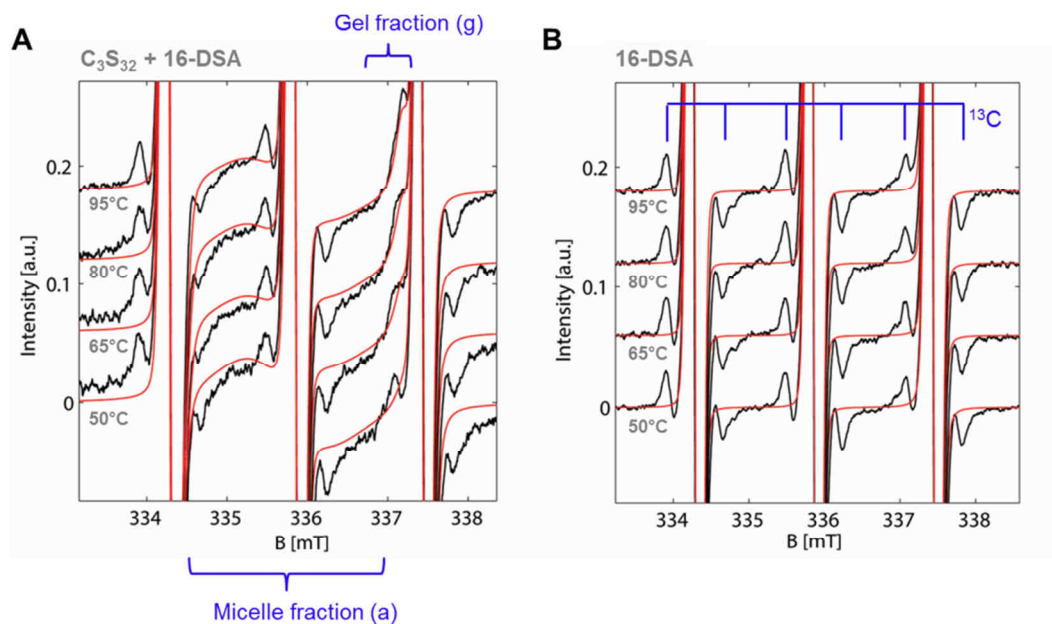 Gel fraction (g)
A
C₃S₃₂ + 16-DSA
0.2
0.1
0
Intensity [a.u.]
95°C
80°C
65°C
50°C
334 335 336 337 338
B [mT]
Micelle fraction (a)
B
16-DSA
¹³C
0.2
0.1
0
Intensity [a.u.]
95°C
80°C
65°C
50°C
334 335 336 337 338
B [mT]